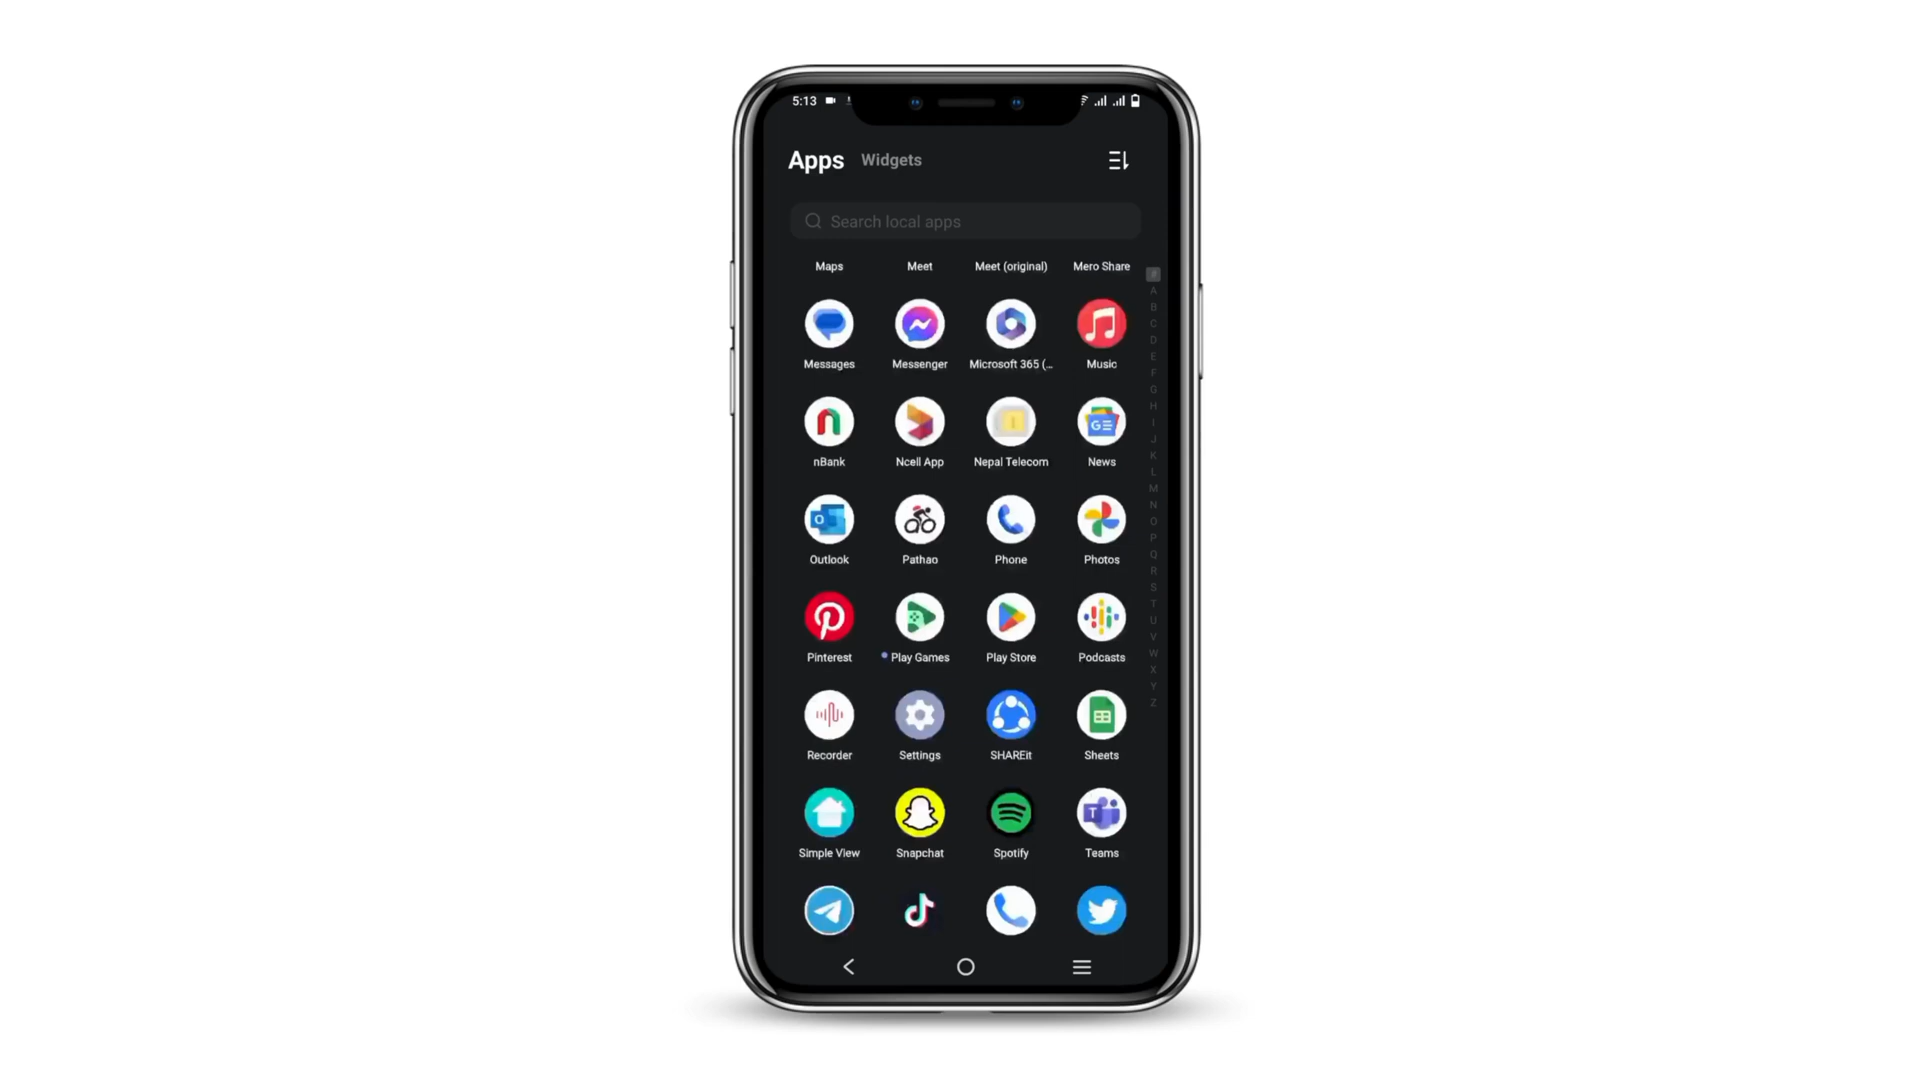 5:13
Apps Widgets
Search local apps
Maps Meet Meet (original) Mero Share
#
A
B
C
D
E
F
G
H
I
J
K
L
M
N
O
P
Q
R
S
T
U
V
W
X
Y
Z
Messages Messenger Microsoft 365 (... Music
GE
nBank Ncell App Nepal Telecom News
O
Outlook Pathao Phone Photos
Pinterest Play Games Play Store Podcasts
Recorder Settings SHAREit Sheets
T
Simple View Snapchat Spotify Teams